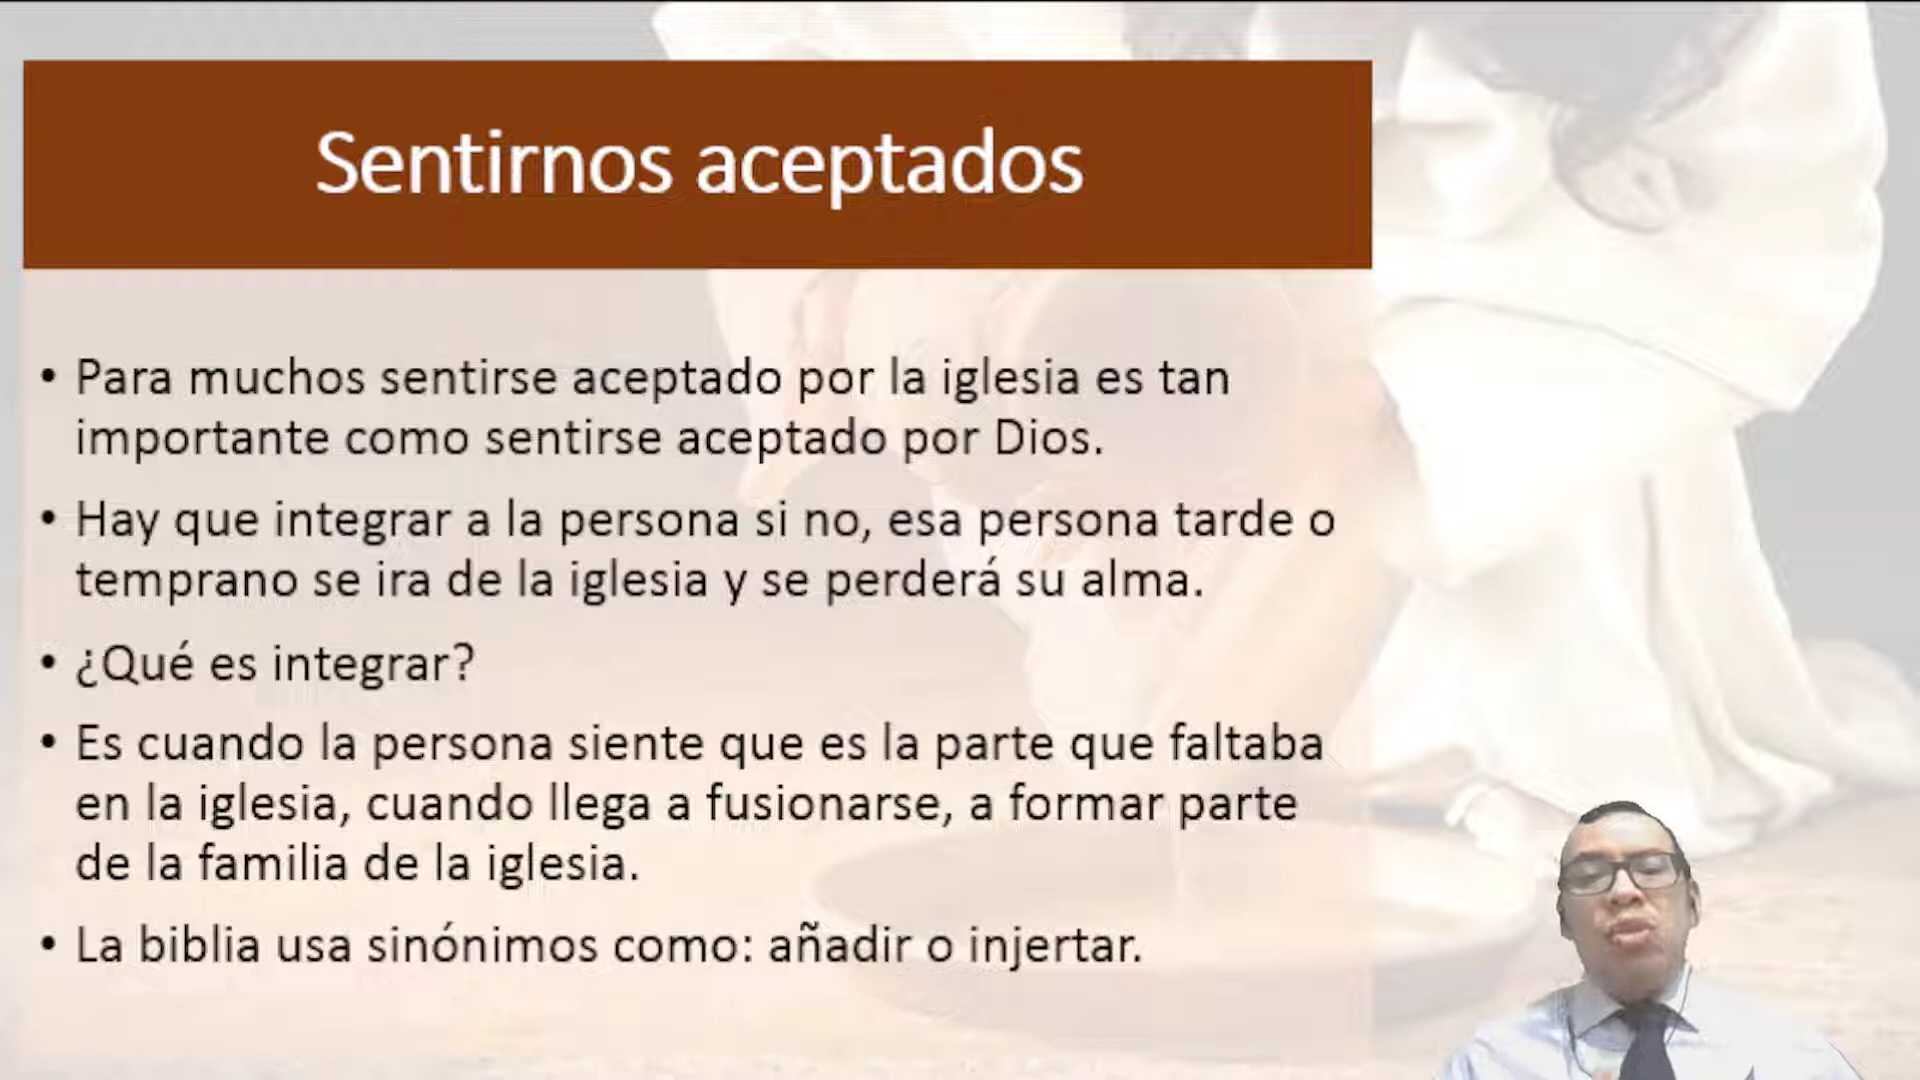 Sentirnos aceptados
• Para muchos sentirse aceptado por la iglesia es tan
importante como sentirse aceptado por Dios.
• Hay que integrar a la persona si no, esa persona tarde o
temprano se ira de la iglesia y se perderá su alma.
• ¿Qué es integrar?
• Es cuando la persona siente que es la parte que faltaba
en la iglesia, cuando llega a fusionarse, a formar parte
de la familia de la iglesia.
• La biblia usa sinónimos como: añadir o injertar.